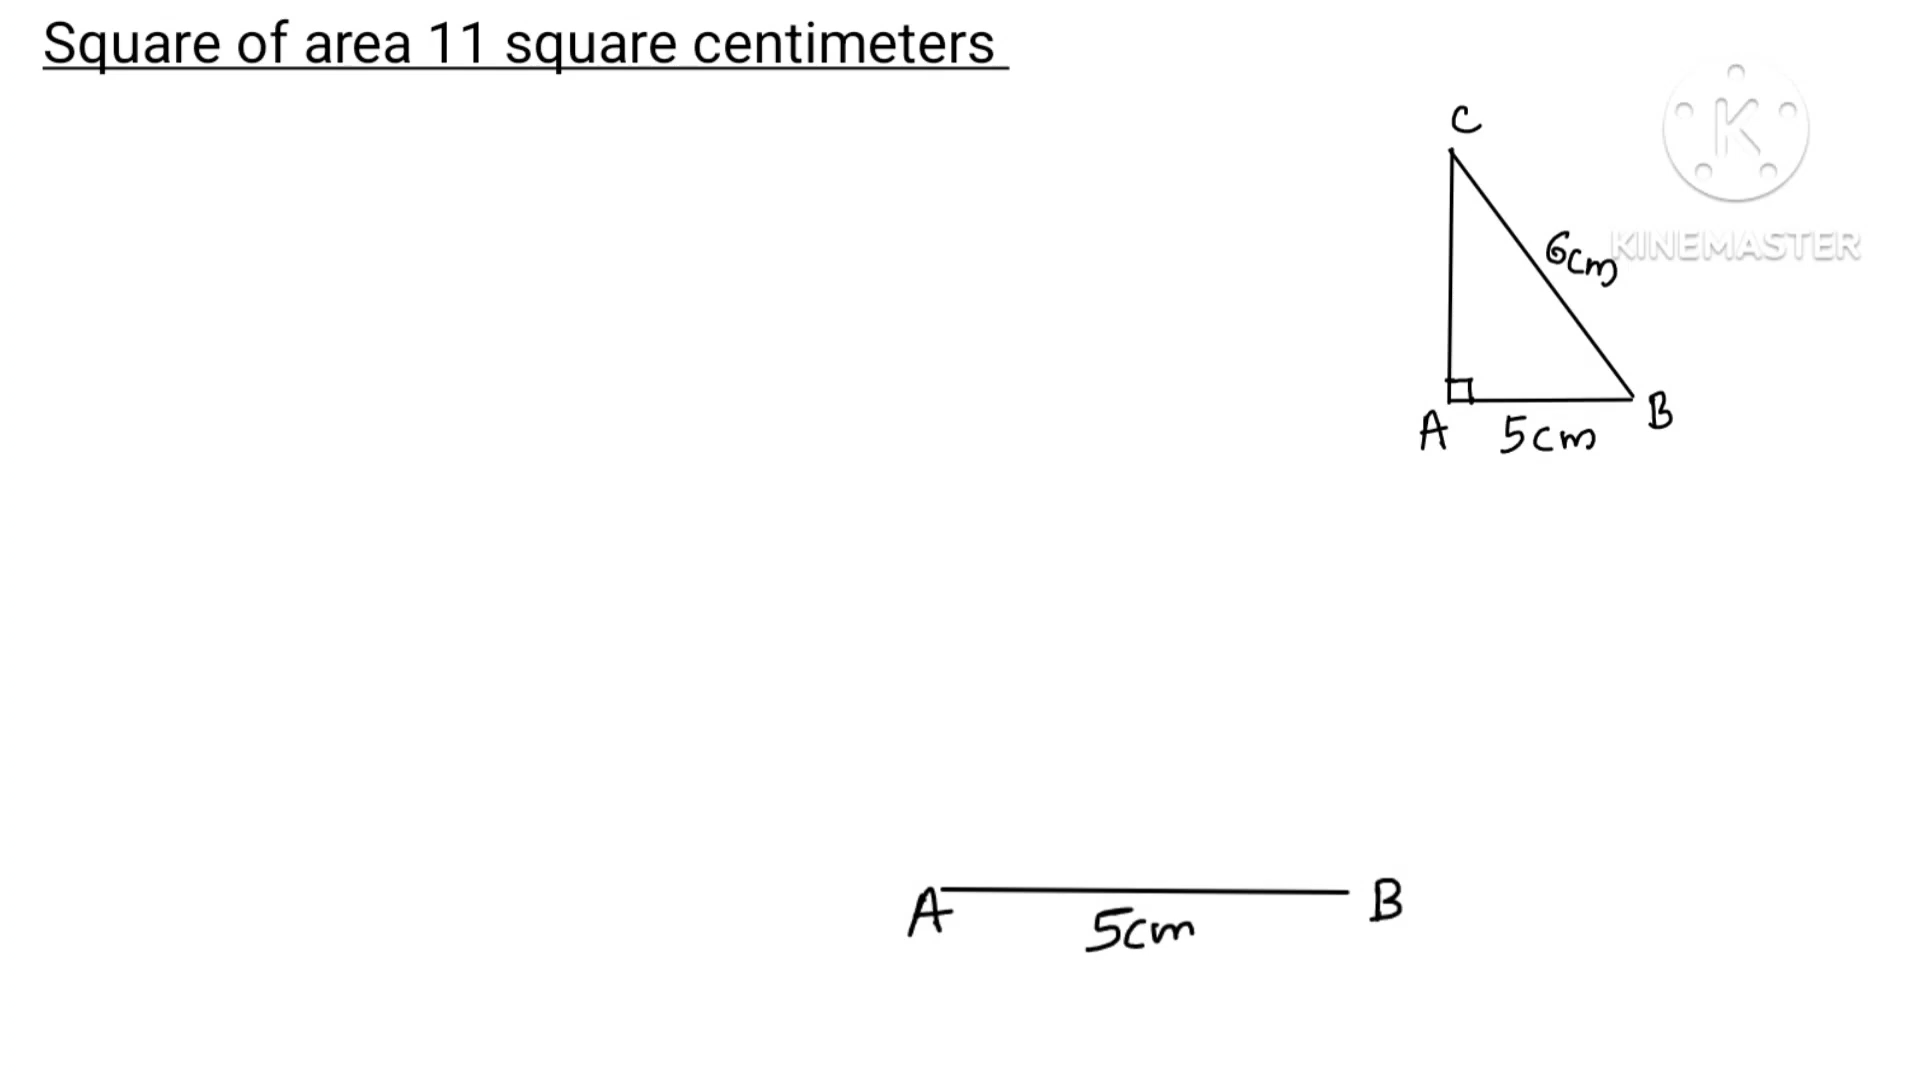 Square of area 11 square centimeters
C
K
6cm
KINEMASTER
A 5cm B
A B
5cm